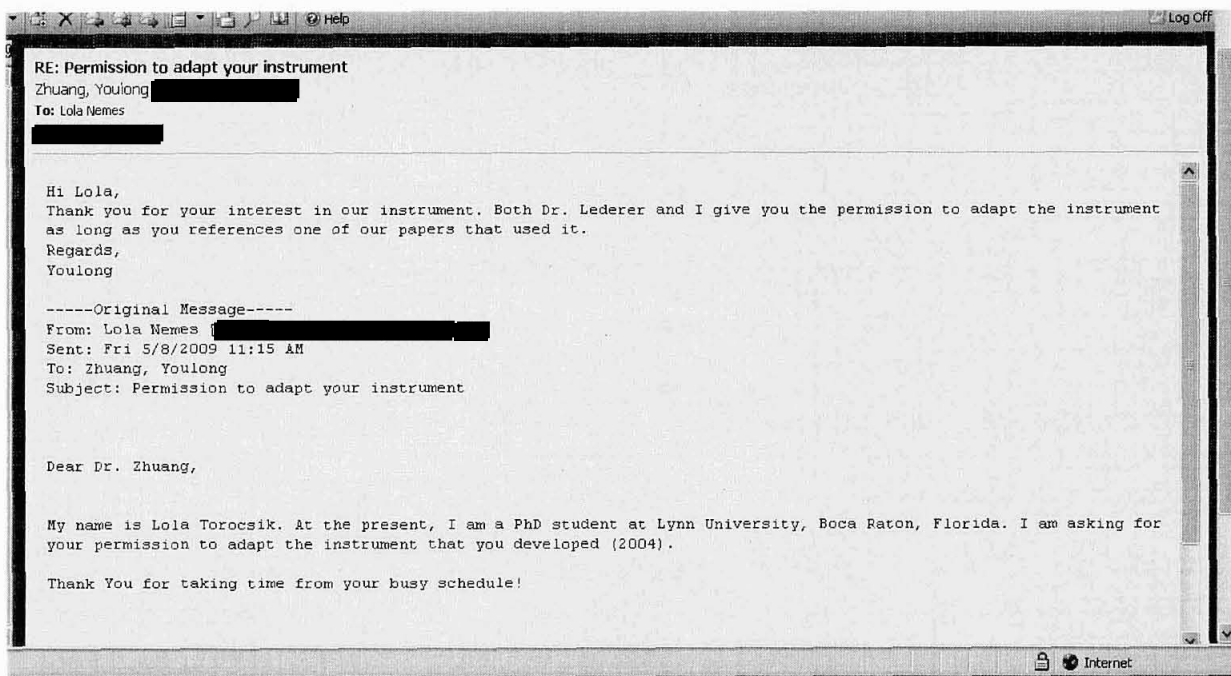 Help
Log Off
RE: Permission to adapt your instrument
Zhuang, Youlong
To: Lola Nemes
Hi Lola,
Thank you for your interest in our instrument. Both Dr. Lederer and I give you the permission to adapt the instrument
as long as you references one of our papers that used it.
Regards,
Youlong
-----Original Message-----
From: Lola Nemes [
Sent: Fri 5/8/2009 11:15 AM
To: Zhuang, Youlong
Subject: Permission to adapt your instrument
Dear Dr. Zhuang,
My name is Lola Torocsik. At the present, I am a PhD student at Lynn University, Boca Raton, Florida. I am asking for
your permission to adapt the instrument that you developed (2004).
Thank You for taking time from your busy schedule!
Internet